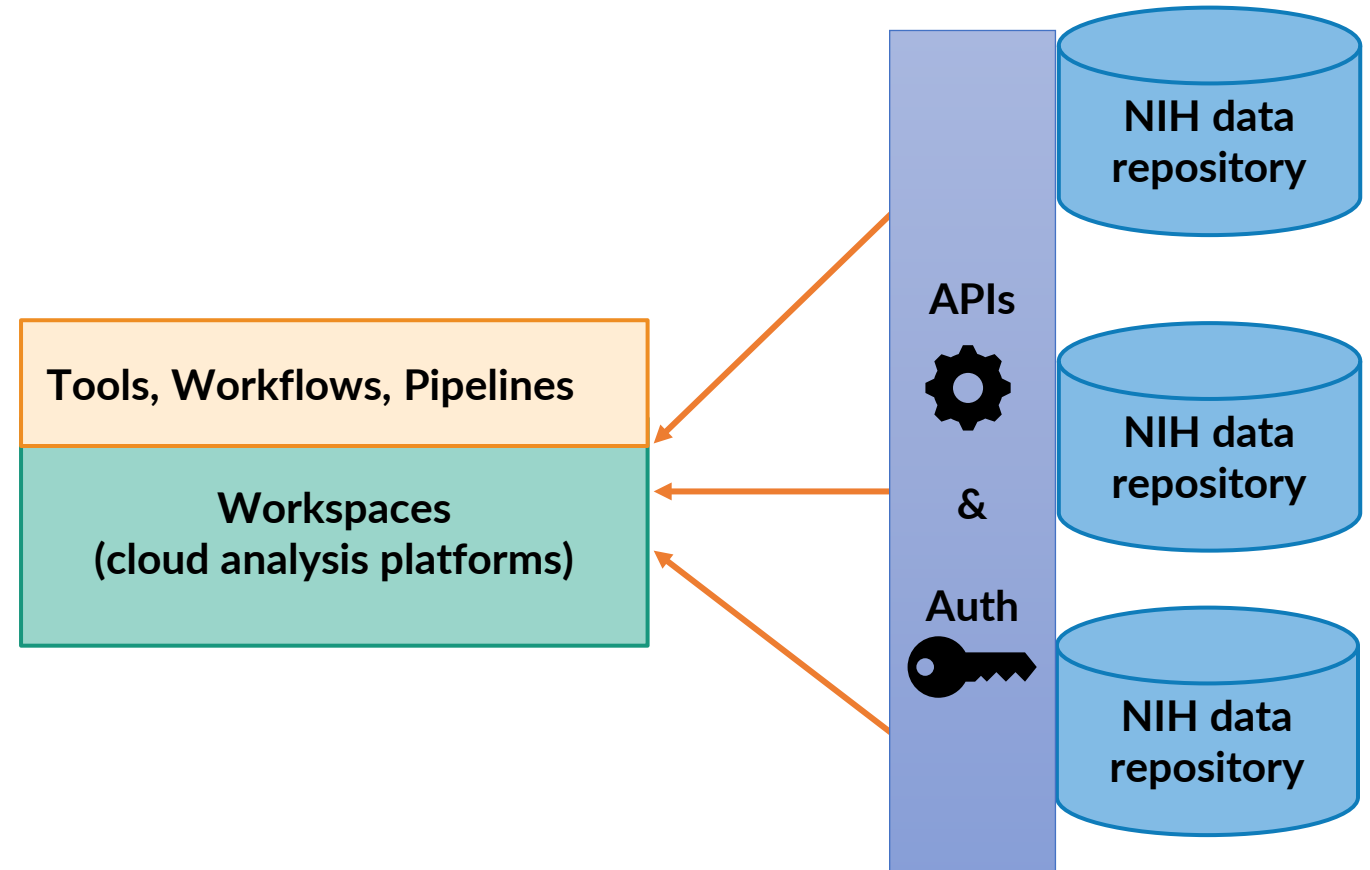 Tools, Workflows, Pipelines
Workspaces
(cloud analysis platforms)
APIs
&
Auth
NIH data
repository
NIH data
repository
NIH data
repository